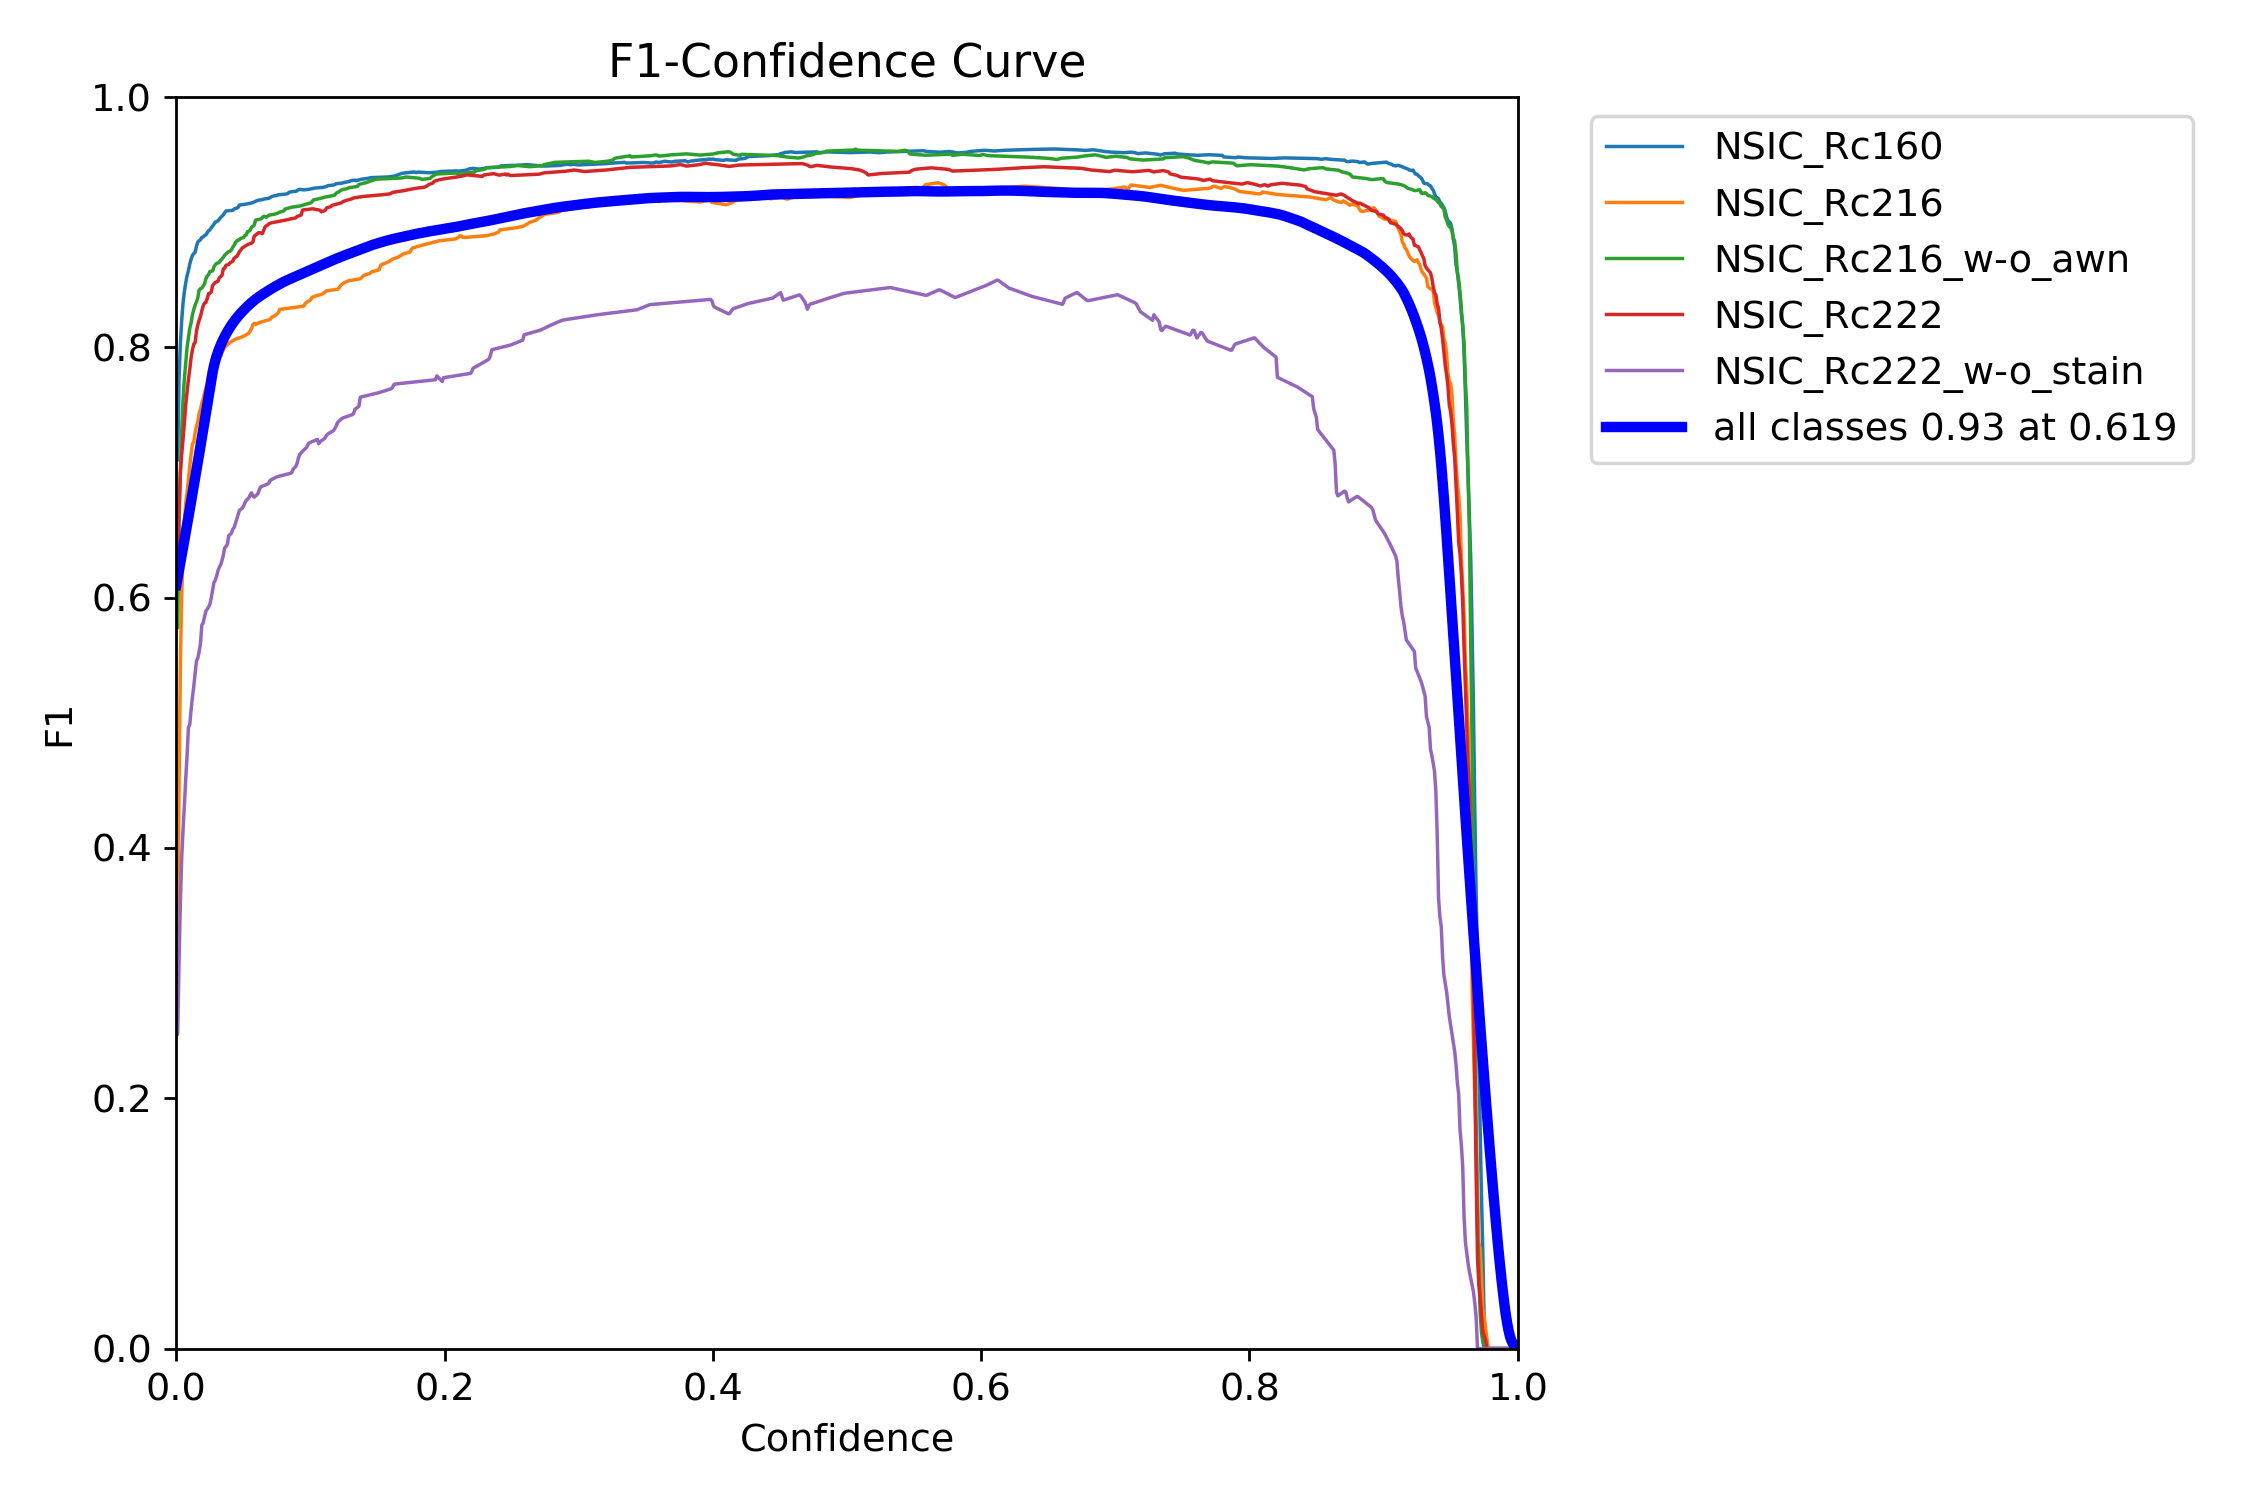 F1-Confidence Curve
1.0
0.8
0.6
0.4
0.2
0.0
F1
0.0 0.2 0.4 0.6 0.8 1.0
Confidence
NSIC_Rc160
NSIC_Rc216
NSIC_Rc216_w-o_awn
NSIC_Rc222
NSIC_Rc222_w-o_stain
all classes 0.93 at 0.619